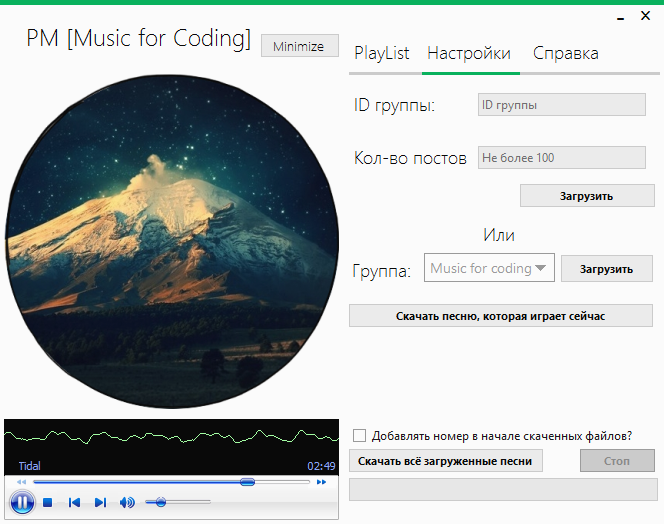 PM [Music for Coding]
Minimize
PlayList Настройки Справка
ID группы: ID группы
Кол-во постов Не более 100
Загрузить
Или
Группа: Music for coding Загрузить
Скачать песню, которая играет сейчас
Tidal 02:49
Добавлять номер в начале скаченных файлов?
Скачать всё загруженные песни Стоп